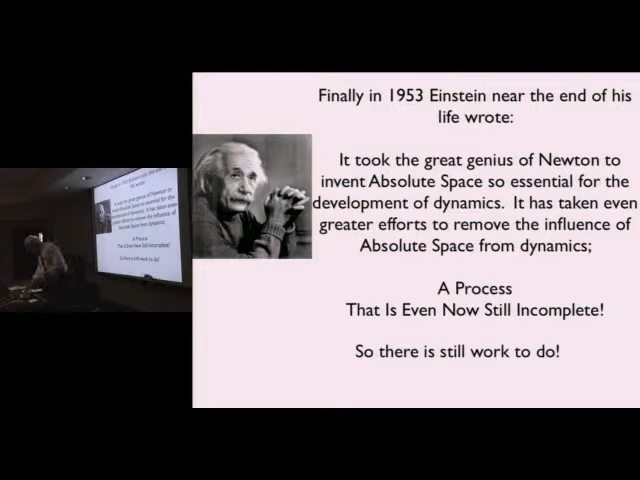 Finally in 1953 Einstein near the end of his
life wrote:
It took the great genius of Newton to
invent Absolute Space so essential for the
development of dynamics. It has taken even
greater efforts to remove the influence of
Absolute Space from dynamics;
A Process
That Is Even Now Still Incomplete!
So there is still work to do!